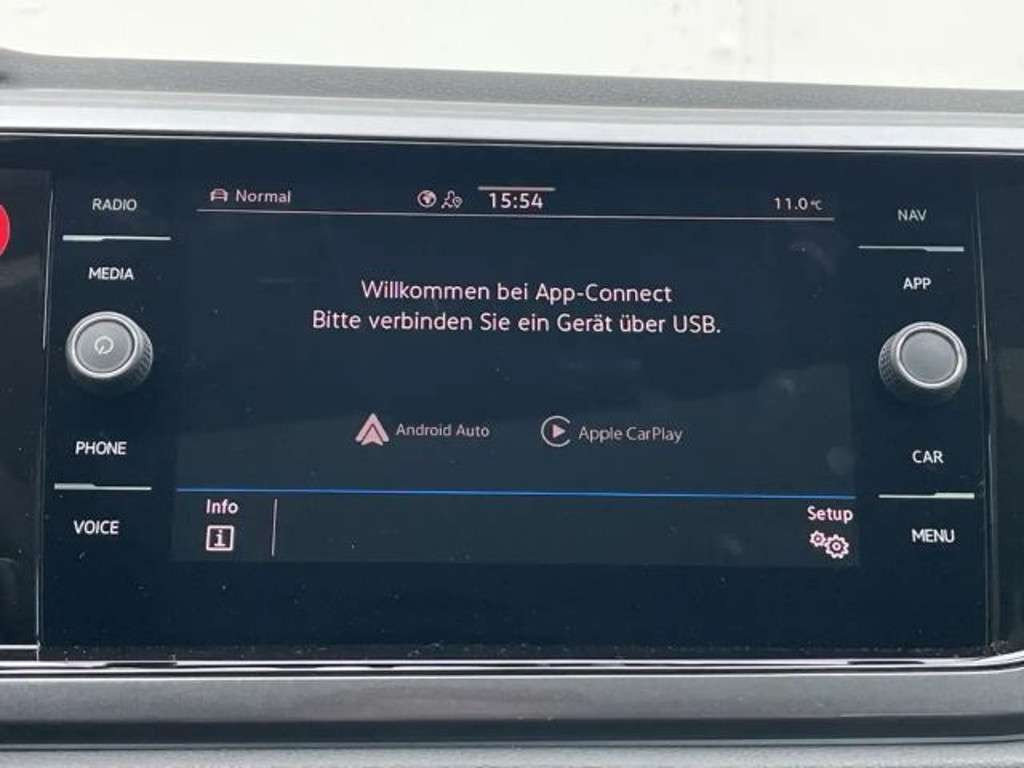 RADIO
MEDIA
PHONE
VOICE
Normal 15:54 11.0°C
Willkommen bei App-Connect
Bitte verbinden Sie ein Gerät über USB.
Android Auto Apple CarPlay
Info Setup
NAV
APP
CAR
MENU